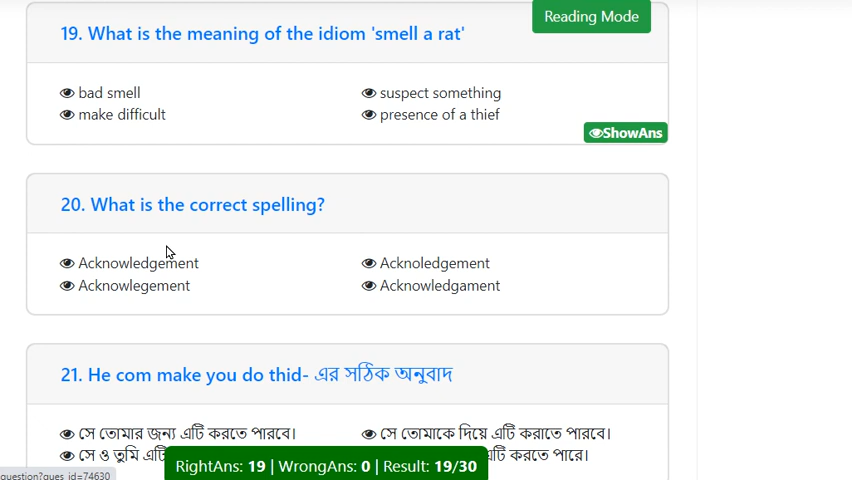 Reading Mode
19. What is the meaning of the idiom 'smell a rat'
bad smell
suspect something
make difficult
presence of a thief
ShowAns
20. What is the correct spelling?
Acknowledgement
Acknoledgement
Acknowlegement
Acknowledgament
21. He com make you do thid- এর সঠিক অনুবাদ
সে তোমার জন্য এটি করতে পারবে।
সে তোমাকে দিয়ে এটি করাতে পারবে।
সে ও তুমি এটি
এটি করতে পারে।
RightAns: 19 | WrongAns: 0 | Result: 19/30
question?ques_id=74630